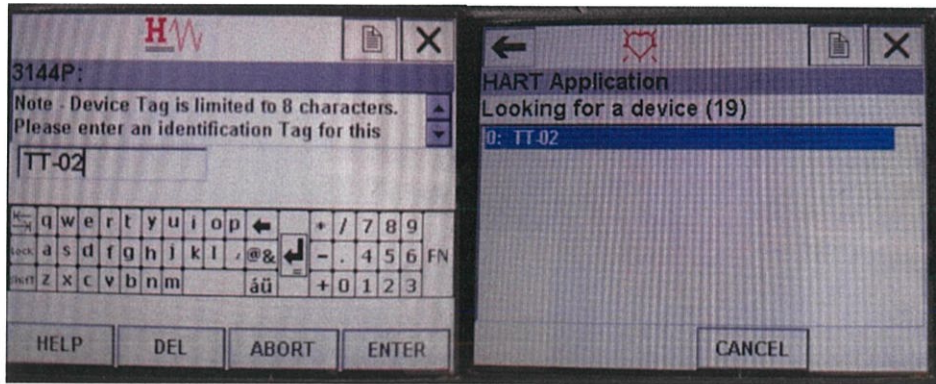 H
3144P:
Note - Device Tag is limited to 8 characters.
Please enter an identification Tag for this
TT-02
q w e r t y u i o p + / 7 8 9
Lock a s d f g h j k l , @& - . 4 5 6 FN
Shift z x c v b n m áü = + 0 1 2 3
HELP DEL ABORT ENTER
HART Application
Looking for a device (19)
0: TT-02
CANCEL